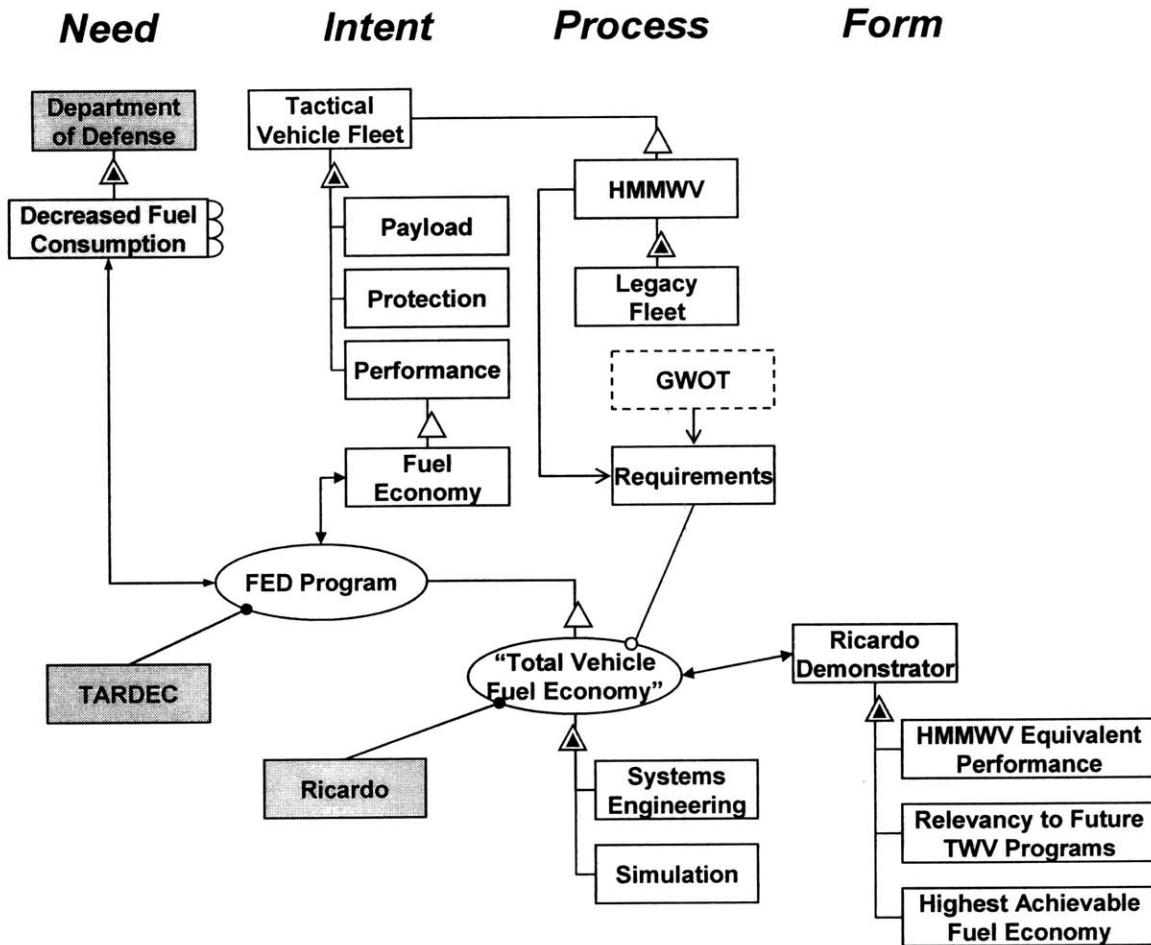 Need Intent Process Form
Department
of Defense
Decreased Fuel
Consumption
Tactical
Vehicle Fleet
Payload
Protection
Performance
Fuel
Economy
HMMWV
Legacy
Fleet
GWOT
Requirements
FED Program
TARDEC
"Total Vehicle
Fuel Economy"
Ricardo
Systems
Engineering
Simulation
Ricardo
Demonstrator
HMMWV Equivalent
Performance
Relevancy to Future
TWV Programs
Highest Achievable
Fuel Economy